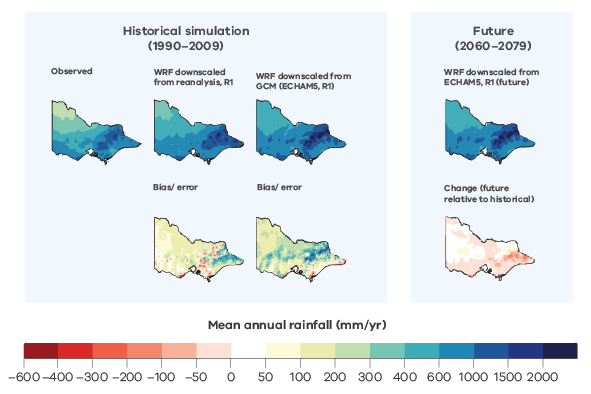 Historical simulation
(1990–2009)
Observed
WRF downscaled
from reanalysis, R1
WRF downscaled from
GCM (ECHAM5, R1)
Bias/ error
Bias/ error
Future
(2060–2079)
WRF downscaled from
ECHAM5, R1 (future)
Change (future
relative to historical)
Mean annual rainfall (mm/yr)
−600 −400 −300 −200 −100 −50 0 50 100 200 300 400 600 1000 1500 2000